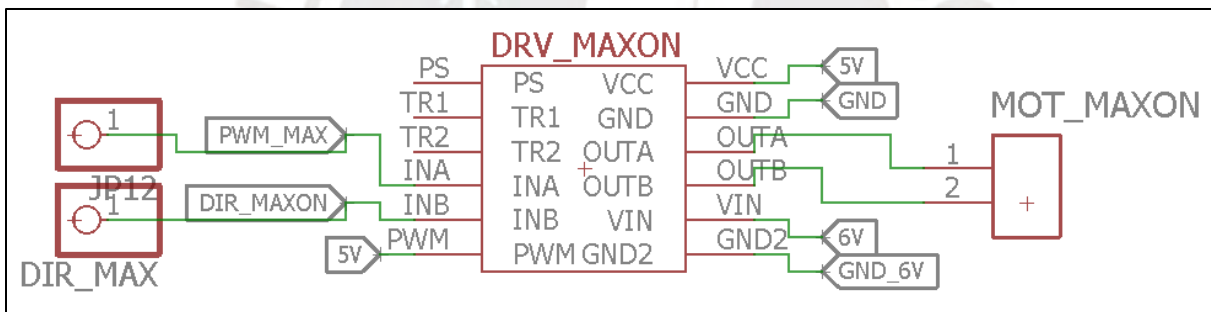 DRV_MAXON
PS
TR1
TR2
INA
INB
PWM
PS
TR1
TR2
INA
INB
PWM
VCC
GND
OUTA
OUTB
VIN
GND2
VCC
GND
OUTA
OUTB
VIN
GND2
5V
GND
6V
GND_6V
MOT_MAXON
1
2
1
JP12
1
DIR_MAX
PWM_MAX
DIR_MAXON
5V